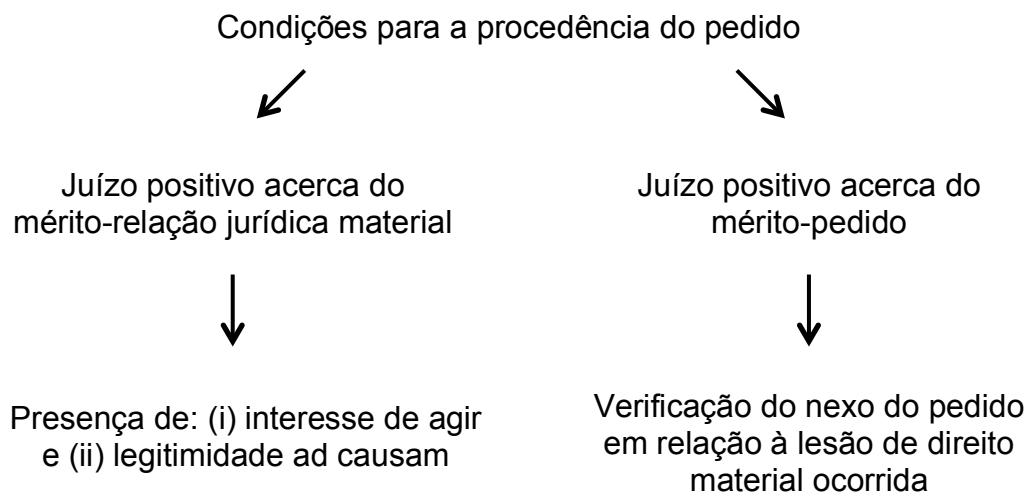 Condições para a procedência do pedido
Juízo positivo acerca do
mérito-relação jurídica material
Juízo positivo acerca do
mérito-pedido
Presença de: (i) interesse de agir
e (ii) legitimidade ad causam
Verificação do nexo do pedido
em relação à lesão de direito
material ocorrida